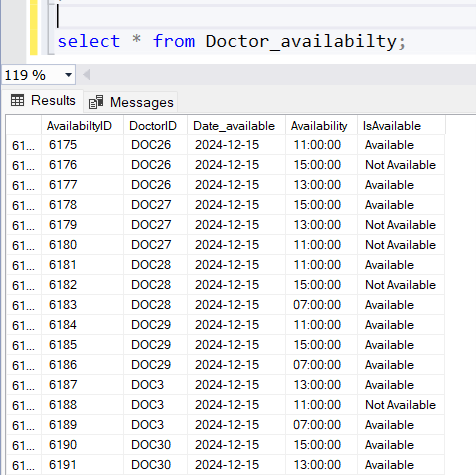 select * from Doctor_availabilty;
119 %
Results Messages
AvailabiltyID DoctorID Date_available Availability IsAvailable
61... 6175 DOC26 2024-12-15 11:00:00 Available
61... 6176 DOC26 2024-12-15 15:00:00 Not Available
61... 6177 DOC26 2024-12-15 13:00:00 Available
61... 6178 DOC27 2024-12-15 15:00:00 Available
61... 6179 DOC27 2024-12-15 13:00:00 Not Available
61... 6180 DOC27 2024-12-15 11:00:00 Not Available
61... 6181 DOC28 2024-12-15 11:00:00 Available
61... 6182 DOC28 2024-12-15 15:00:00 Not Available
61... 6183 DOC28 2024-12-15 07:00:00 Available
61... 6184 DOC29 2024-12-15 11:00:00 Available
61... 6185 DOC29 2024-12-15 15:00:00 Available
61... 6186 DOC29 2024-12-15 07:00:00 Available
61... 6187 DOC3 2024-12-15 13:00:00 Available
61... 6188 DOC3 2024-12-15 11:00:00 Not Available
61... 6189 DOC3 2024-12-15 07:00:00 Available
61... 6190 DOC30 2024-12-15 15:00:00 Available
61... 6191 DOC30 2024-12-15 13:00:00 Available